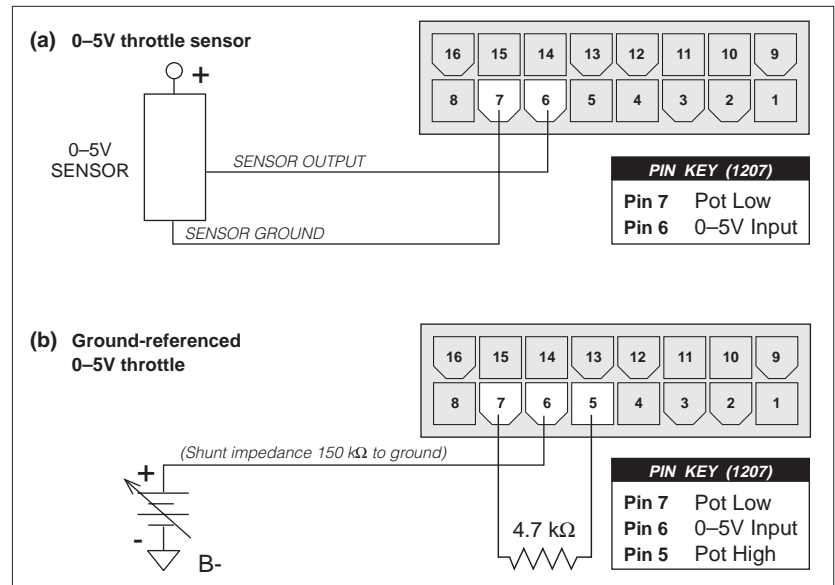 (a) 0–5V throttle sensor
+
0–5V
SENSOR
SENSOR OUTPUT
SENSOR GROUND
16 15 14 13 12 11 10 9
8 7 6 5 4 3 2 1
PIN KEY (1207)
Pin 7 Pot Low
Pin 6 0–5V Input
(b) Ground-referenced
0–5V throttle
16 15 14 13 12 11 10 9
8 7 6 5 4 3 2 1
(Shunt impedance 150 kΩ to ground)
+
-
B-
4.7 kΩ
PIN KEY (1207)
Pin 7 Pot Low
Pin 6 0–5V Input
Pin 5 Pot High